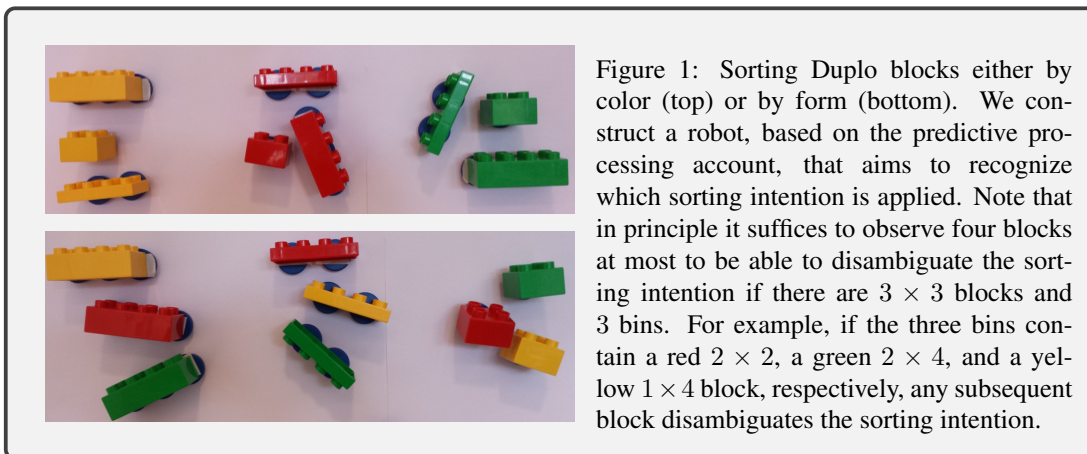 Figure 1: Sorting Duplo blocks either by
color (top) or by form (bottom). We con-
struct a robot, based on the predictive pro-
cessing account, that aims to recognize
which sorting intention is applied. Note that
in principle it suffices to observe four blocks
at most to be able to disambiguate the sort-
ing intention if there are 3 × 3 blocks and
3 bins. For example, if the three bins con-
tain a red 2 × 2, a green 2 × 4, and a yel-
low 1 × 4 block, respectively, any subsequent
block disambiguates the sorting intention.